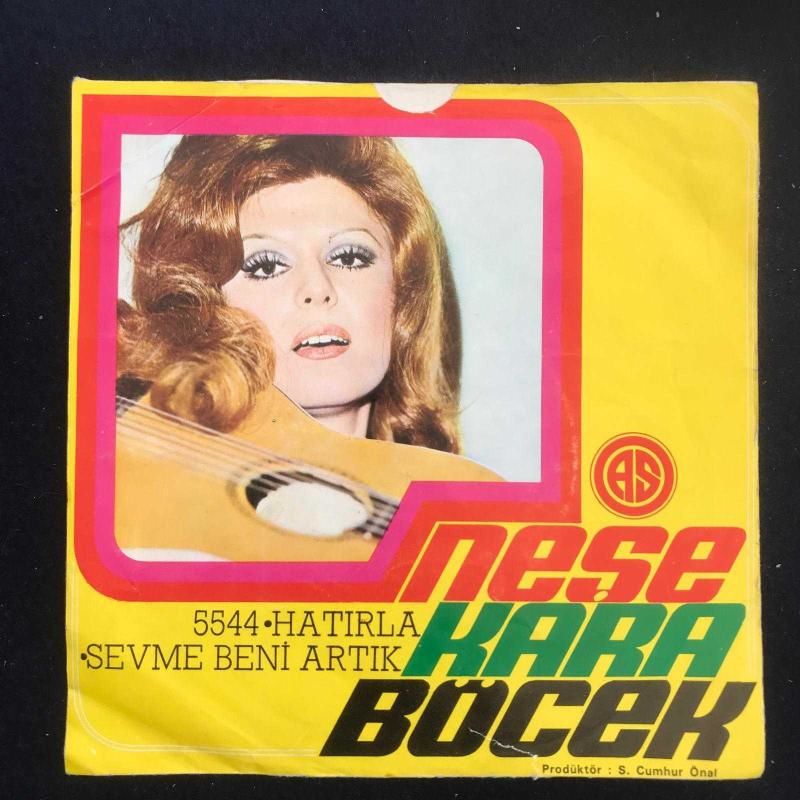 AS
neşe
KARA
BÖCEK
5544•HATIRLA
•SEVME BENİ ARTIK
Prodüktör : S. Cumhur Önal